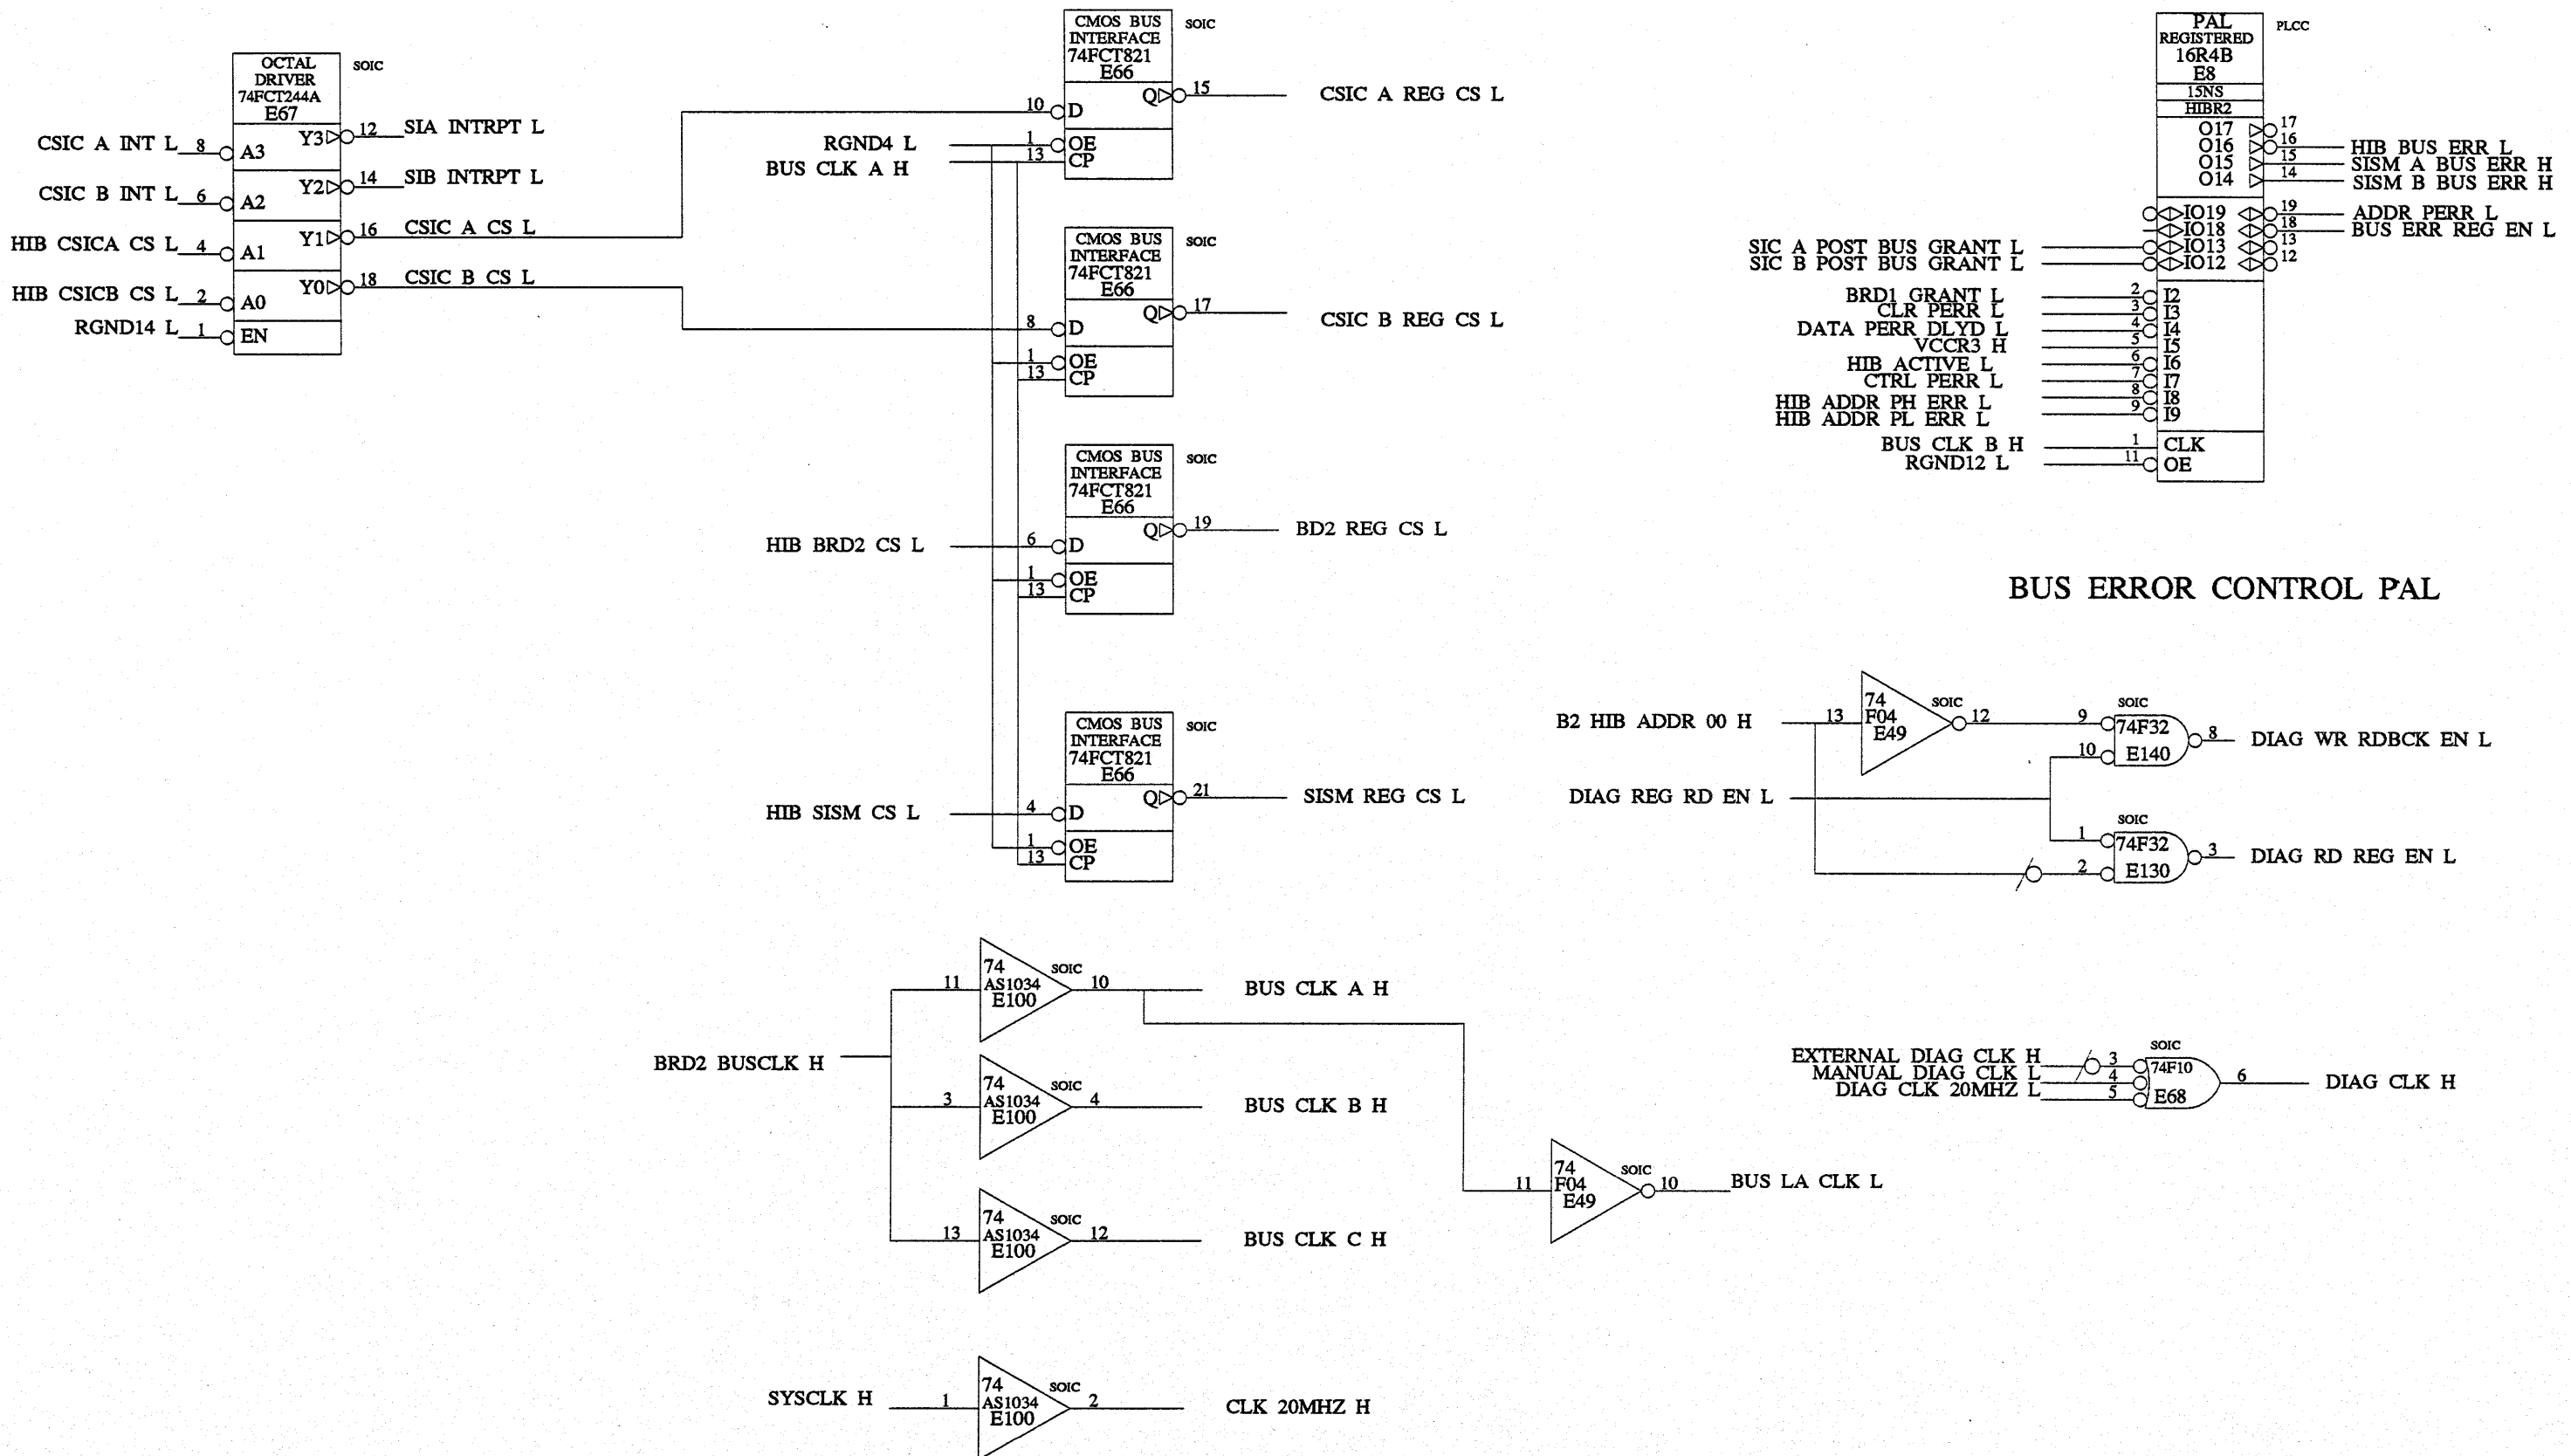 OCTAL
DRIVER
74FCT244A
E67
SOIC
CSIC A INT L 8 A3 Y3 12 SIA INTRPT L
CSIC B INT L 6 A2 Y2 14 SIB INTRPT L
HIB CSICA CS L 4 A1 Y1 16 CSIC A CS L
HIB CSICB CS L 2 A0 Y0 18 CSIC B CS L
RGND14 L 1 EN
CMOS BUS
INTERFACE
74FCT821
E66
SOIC
10 D Q 15 CSIC A REG CS L
RGND4 L 1 OE
BUS CLK A H 13 CP
CMOS BUS
INTERFACE
74FCT821
E66
SOIC
8 D Q 17 CSIC B REG CS L
1 OE
13 CP
CMOS BUS
INTERFACE
74FCT821
E66
SOIC
HIB BRD2 CS L 6 D Q 19 BD2 REG CS L
1 OE
13 CP
CMOS BUS
INTERFACE
74FCT821
E66
SOIC
HIB SISM CS L 4 D Q 21 SISM REG CS L
1 OE
13 CP
PAL
REGISTERED
16R4B
E8
PLCC
15NS
HIBR2
O17 17
O16 16 HIB BUS ERR L
O15 15 SISM A BUS ERR H
O14 14 SISM B BUS ERR H
IO19 19 ADDR PERR L
IO18 18 BUS ERR REG EN L
SIC A POST BUS GRANT L IO13 13
SIC B POST BUS GRANT L IO12 12
BRD1 GRANT L 2 I2
CLR PERR L 3 I3
DATA PERR DLYD L 4 I4
VCCR3 H 5 I5
HIB ACTIVE L 6 I6
CTRL PERR L 7 I7
HIB ADDR PH ERR L 8 I8
HIB ADDR PL ERR L 9 I9
BUS CLK B H 1 CLK
RGND12 L 11 OE
BUS ERROR CONTROL PAL
B2 HIB ADDR 00 H 13 74 F04 E49 SOIC 12
9 10 SOIC 74F32 E140 8 DIAG WR RDBCK EN L
DIAG REG RD EN L
1 2 SOIC 74F32 E130 3 DIAG RD REG EN L
BRD2 BUSCLK H
11 74 AS1034 E100 SOIC 10 BUS CLK A H
3 74 AS1034 E100 SOIC 4 BUS CLK B H
13 74 AS1034 E100 SOIC 12 BUS CLK C H
11 74 F04 E49 SOIC 10 BUS LA CLK L
EXTERNAL DIAG CLK H 3
MANUAL DIAG CLK L 4
DIAG CLK 20MHZ L 5
SOIC 74F10 E68 6 DIAG CLK H
SYSCLK H 1 74 AS1034 E100 SOIC 2 CLK 20MHZ H